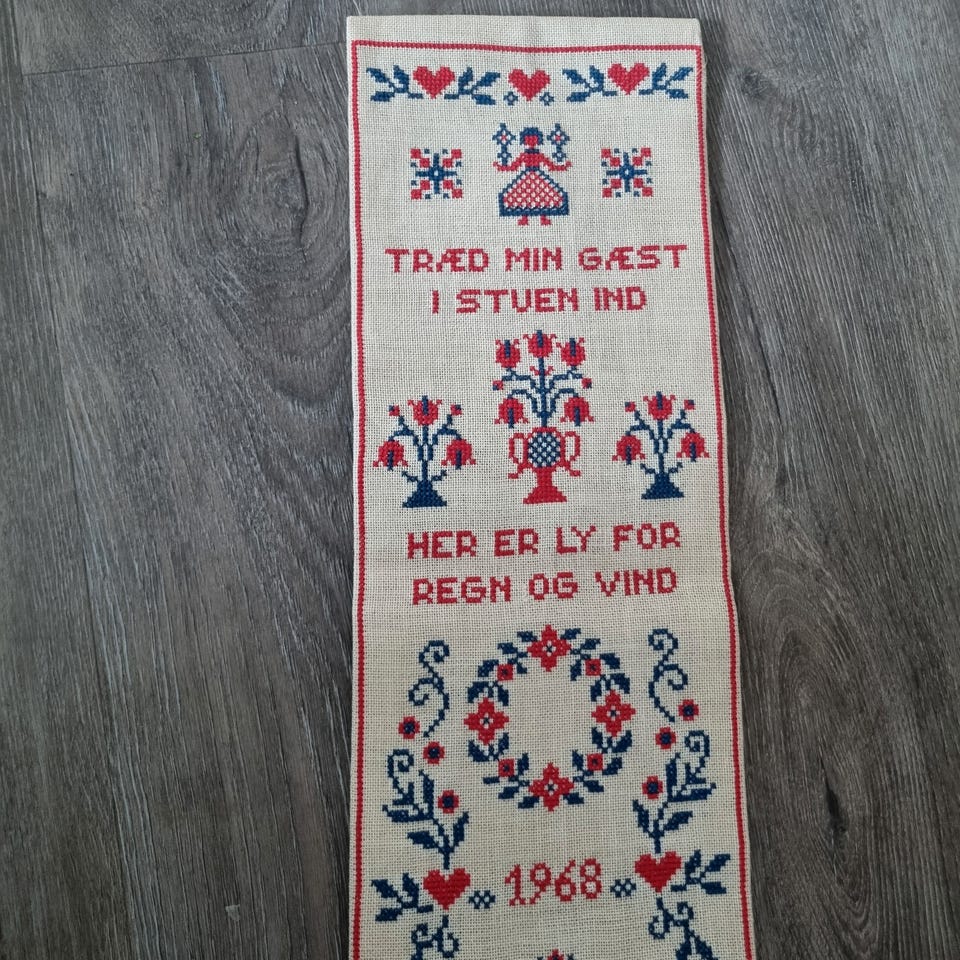 TRÆD MIN GÆST
I STUEN IND
HER ER LY FOR
REGN OG VIND
1968